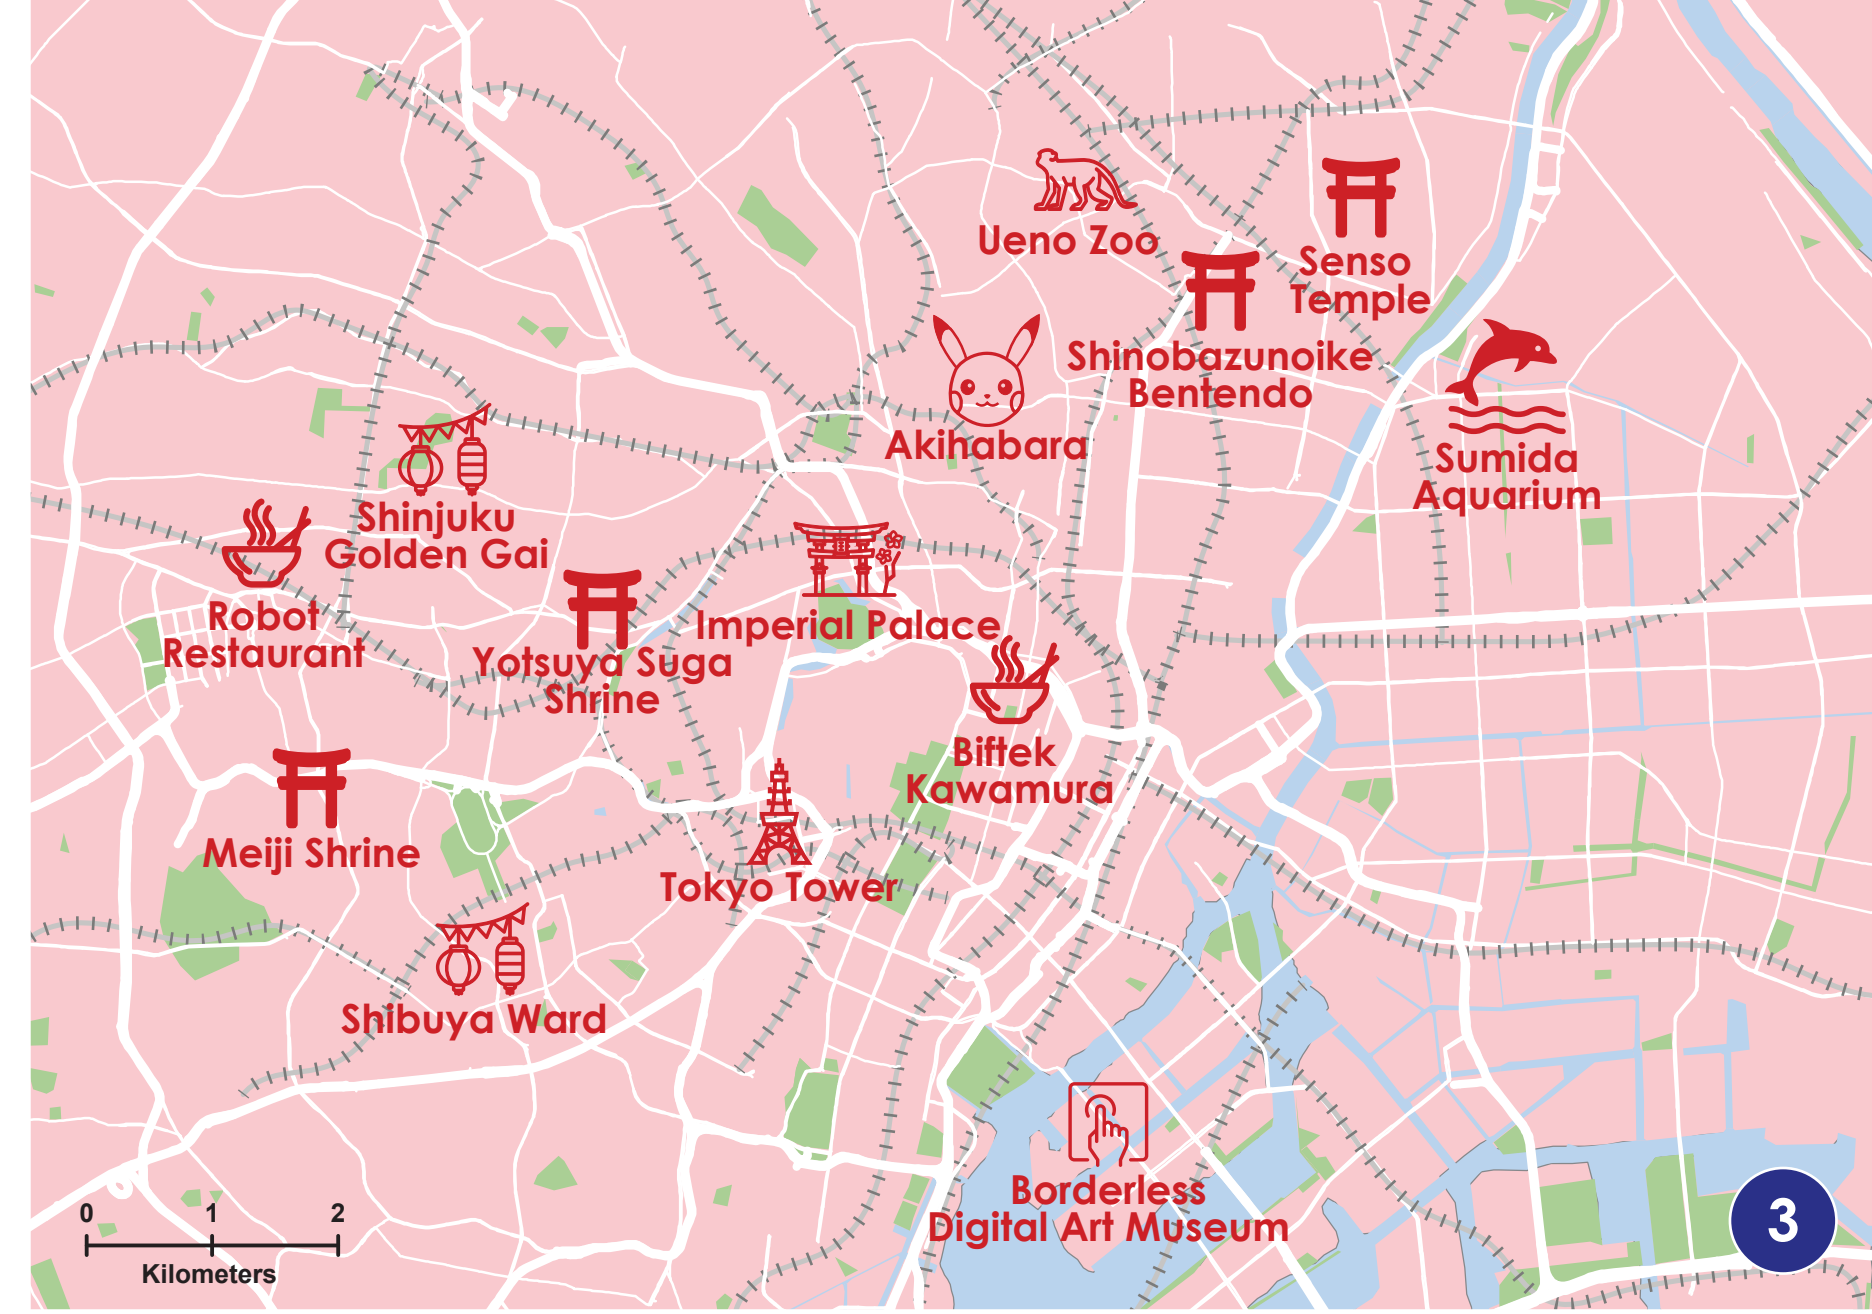 Ueno Zoo
Senso
Temple
Shinobazunoike
Bentendo
Akihabara
Sumida
Aquarium
Shinjuku
Golden Gai
Robot
Restaurant
Yotsuya Suga
Shrine
Imperial Palace
Biftek
Kawamura
Meiji Shrine
Tokyo Tower
Shibuya Ward
Borderless
Digital Art Museum
0 1 2
Kilometers
3